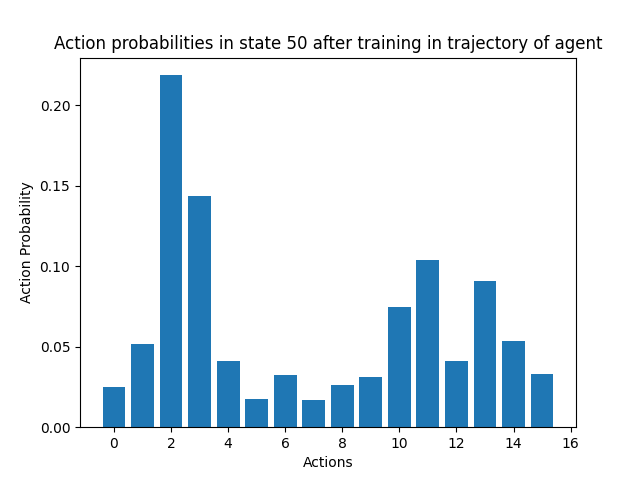 Action probabilities in state 50 after training in trajectory of agent
0.20
0.15
0.10
0.05
0.00
Action Probability
0 2 4 6 8 10 12 14 16
Actions